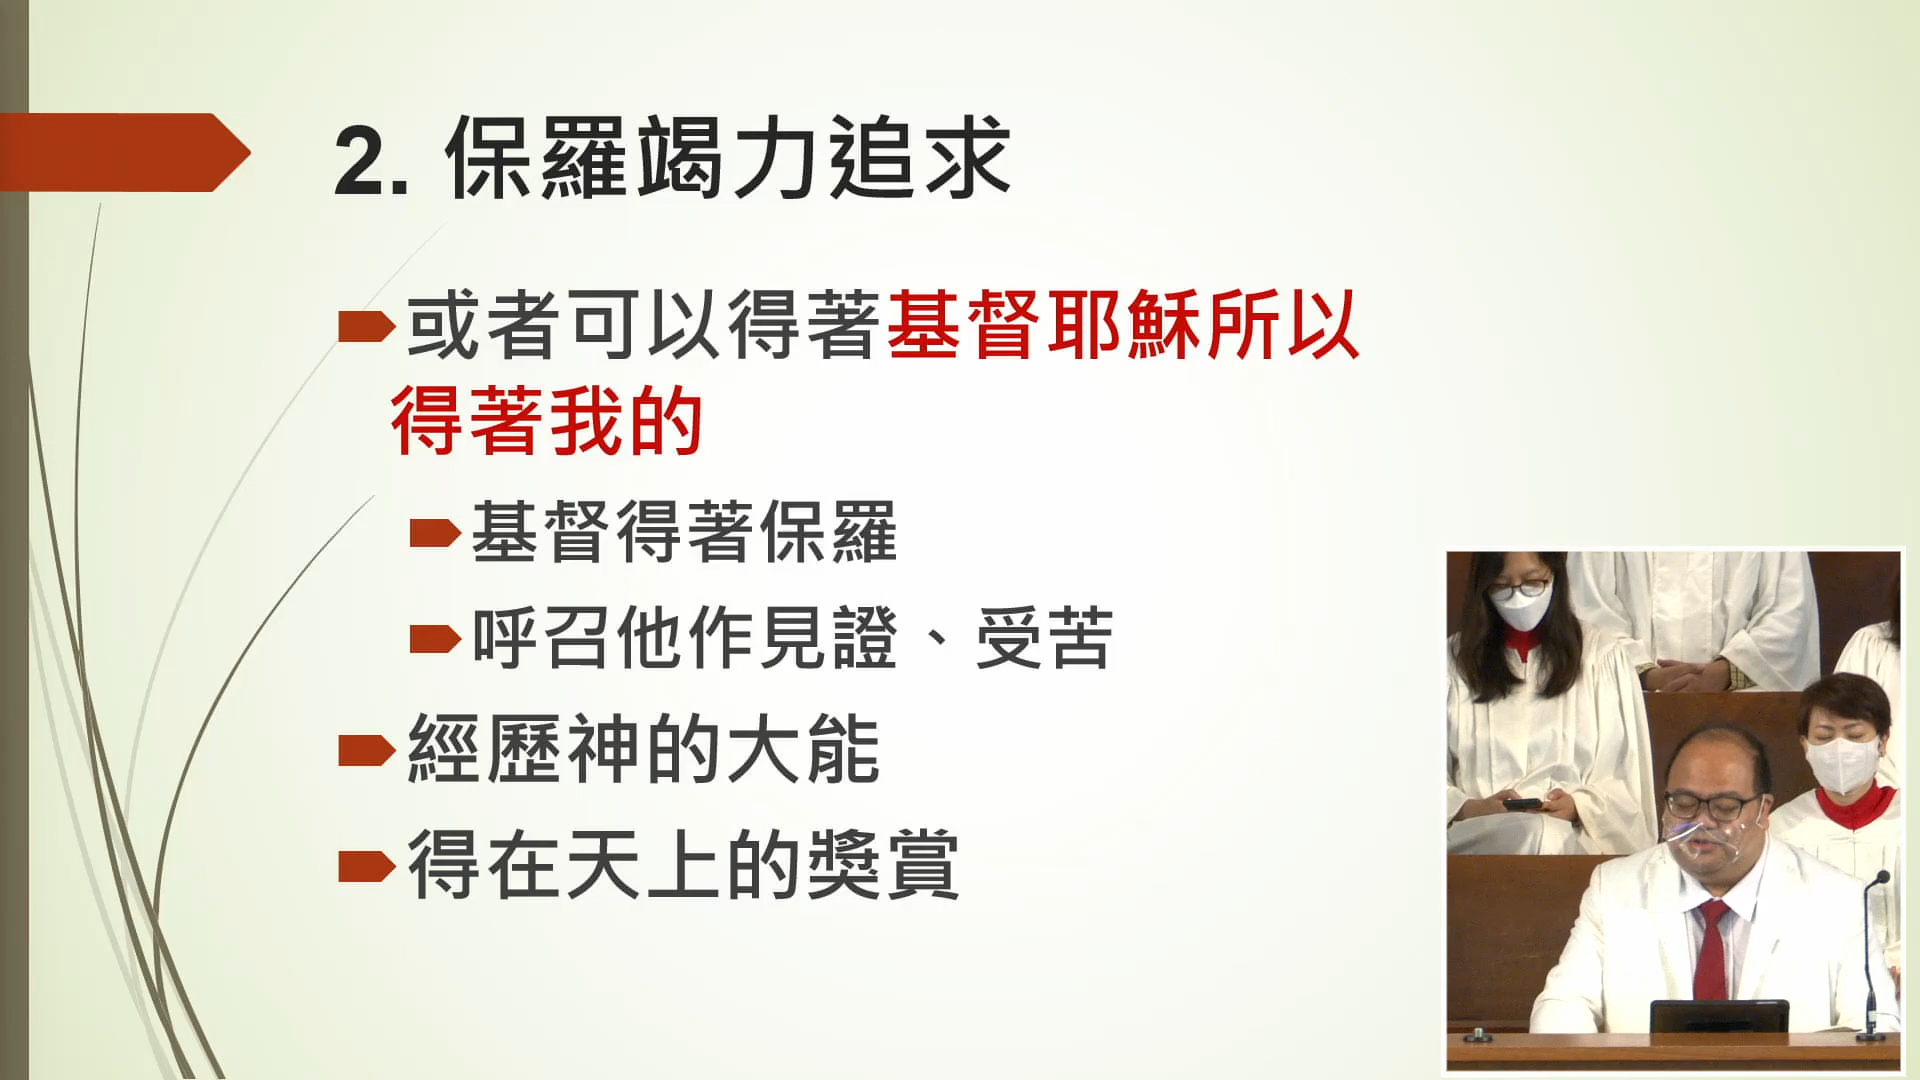 2. 保羅竭力追求
或者可以得著基督耶穌所以
得著我的
基督得著保羅
呼召他作見證、受苦
經歷神的大能
得在天上的獎賞